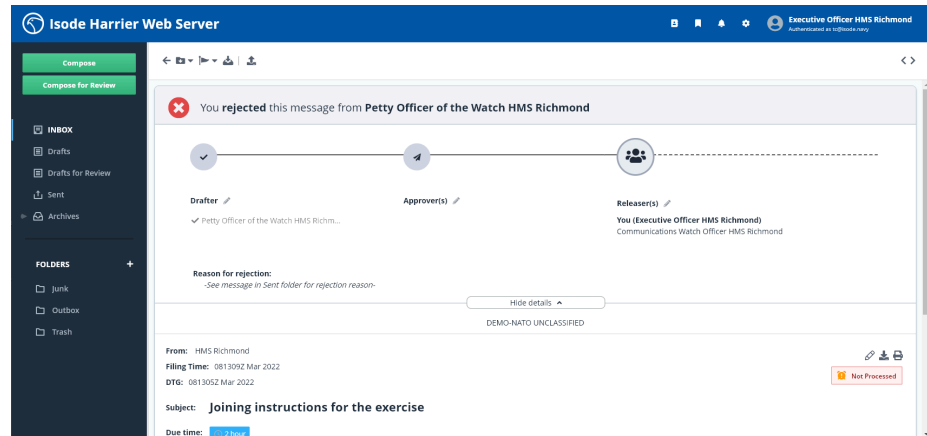 Isode Harrier Web Server
Executive Officer HMS Richmond
Authenticated as tc@isode.navy
Compose
Compose for Review
INBOX
Drafts
Drafts for Review
Sent
Archives
FOLDERS +
Junk
Outbox
Trash
You rejected this message from Petty Officer of the Watch HMS Richmond
Drafter
Approver(s)
Releaser(s)
Petty Officer of the Watch HMS Richm...
You (Executive Officer HMS Richmond)
Communications Watch Officer HMS Richmond
Reason for rejection:
-See message in Sent folder for rejection reason-
Hide details
DEMO-NATO UNCLASSIFIED
From: HMS Richmond
Filing Time: 081309Z Mar 2022
DTG: 081305Z Mar 2022
Not Processed
Subject: Joining instructions for the exercise
Due time: 2 hour